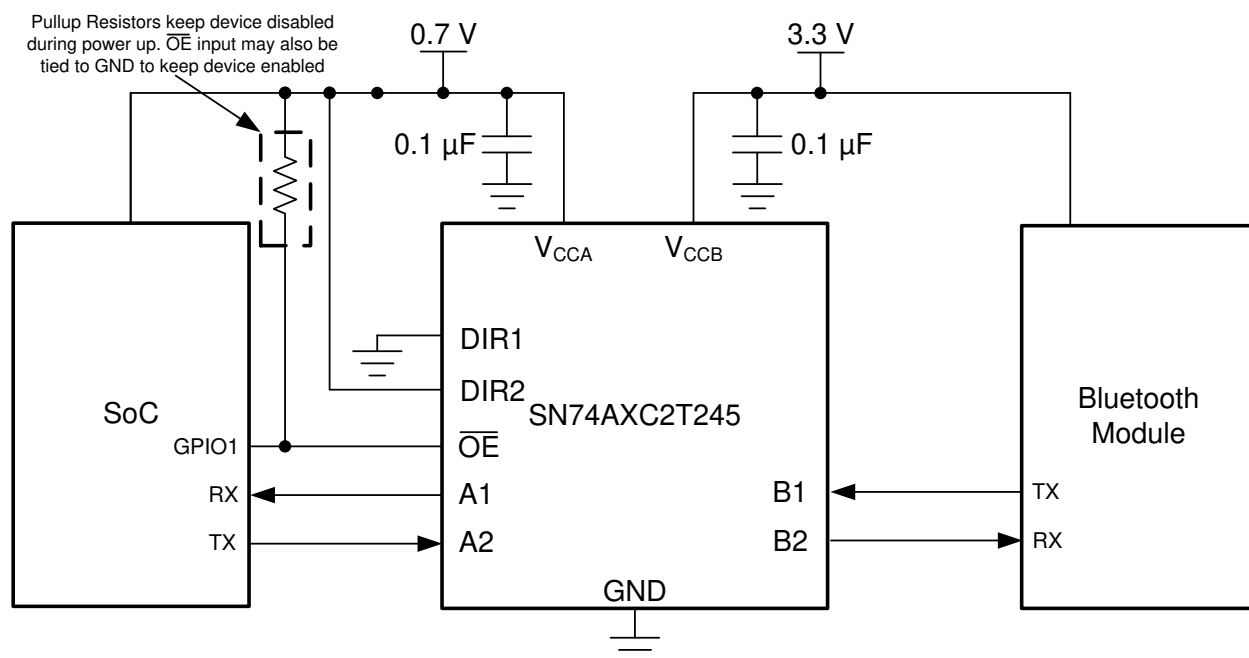 Pullup Resistors keep device disabled
during power up. O̅E̅ input may also be
tied to GND to keep device enabled
0.7 V
3.3 V
0.1 µF
0.1 µF
VCCA
VCCB
DIR1
DIR2
SoC
SN74AXC2T245
Bluetooth
Module
GPIO1
O̅E̅
RX
A1
B1
TX
TX
A2
B2
RX
GND